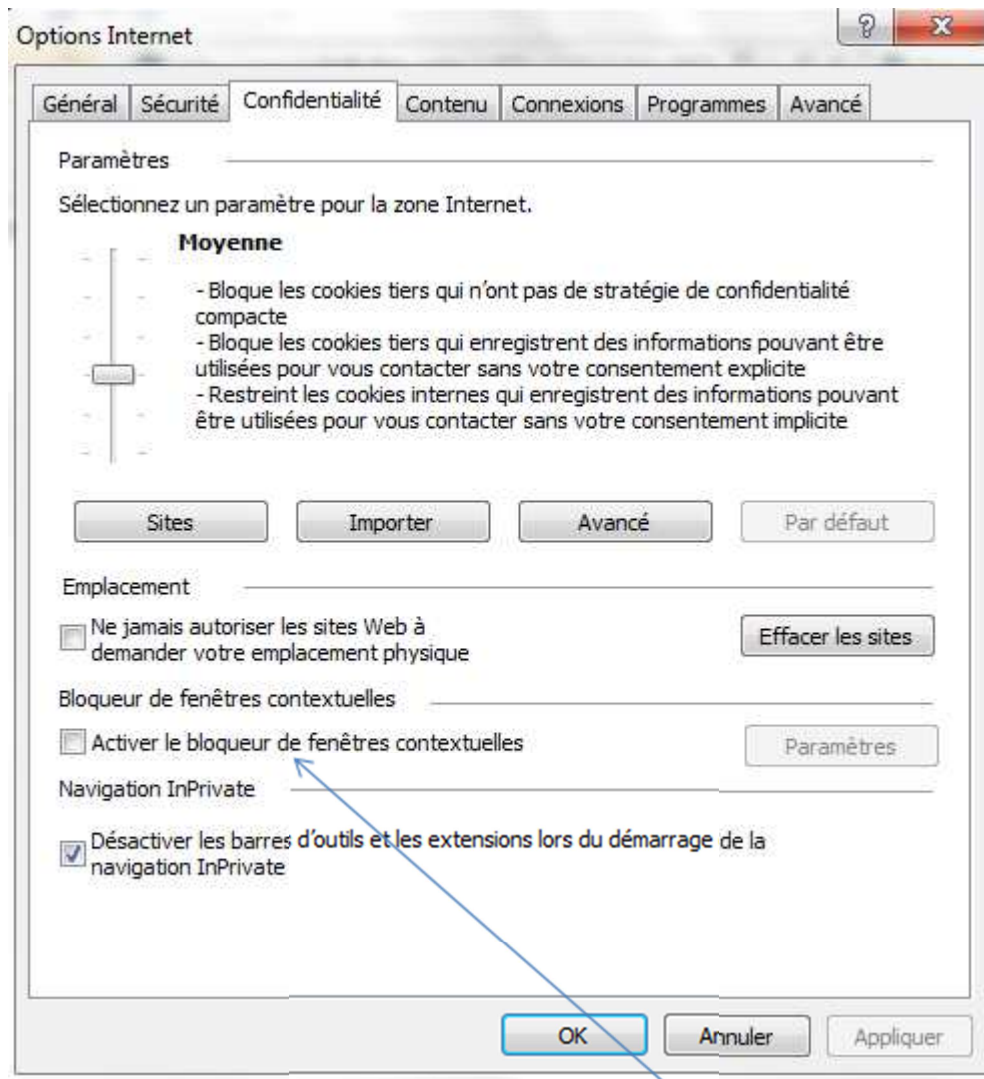 Options Internet
Général Sécurité Confidentialité Contenu Connexions Programmes Avancé
Paramètres
Sélectionnez un paramètre pour la zone Internet.
Moyenne
- Bloque les cookies tiers qui n'ont pas de stratégie de confidentialité
compacte
- Bloque les cookies tiers qui enregistrent des informations pouvant être
utilisées pour vous contacter sans votre consentement explicite
- Restreint les cookies internes qui enregistrent des informations pouvant
être utilisées pour vous contacter sans votre consentement implicite
Sites Importer Avancé Par défaut
Emplacement
Ne jamais autoriser les sites Web à
demander votre emplacement physique
Effacer les sites
Bloqueur de fenêtres contextuelles
Activer le bloqueur de fenêtres contextuelles Paramètres
Navigation InPrivate
Désactiver les barres d'outils et les extensions lors du démarrage de la
navigation InPrivate
OK Annuler Appliquer